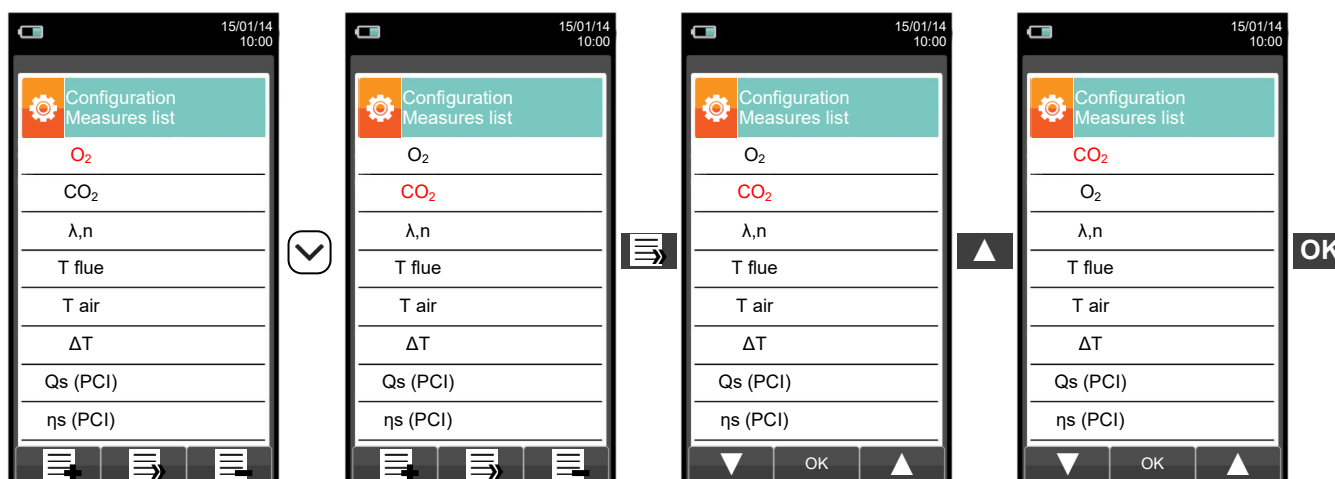 15/01/14
10:00
Configuration
Measures list
O₂
CO₂
λ,n
T flue
T air
ΔT
Qs (PCI)
ηs (PCI)
15/01/14
10:00
Configuration
Measures list
O₂
CO₂
λ,n
T flue
T air
ΔT
Qs (PCI)
ηs (PCI)
15/01/14
10:00
Configuration
Measures list
O₂
CO₂
λ,n
T flue
T air
ΔT
Qs (PCI)
ηs (PCI)
OK
15/01/14
10:00
Configuration
Measures list
CO₂
O₂
λ,n
T flue
T air
ΔT
Qs (PCI)
ηs (PCI)
OK
OK